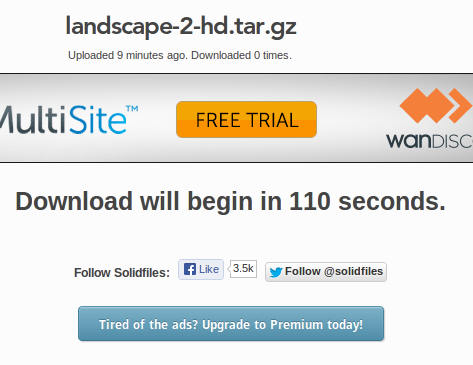 landscape-2-hd.tar.gz
Uploaded 9 minutes ago. Downloaded 0 times.
MultiSite™ FREE TRIAL WANDISC
Download will begin in 110 seconds.
Follow Solidfiles: Like 3.5k Follow @solidfiles
Tired of the ads? Upgrade to Premium today!